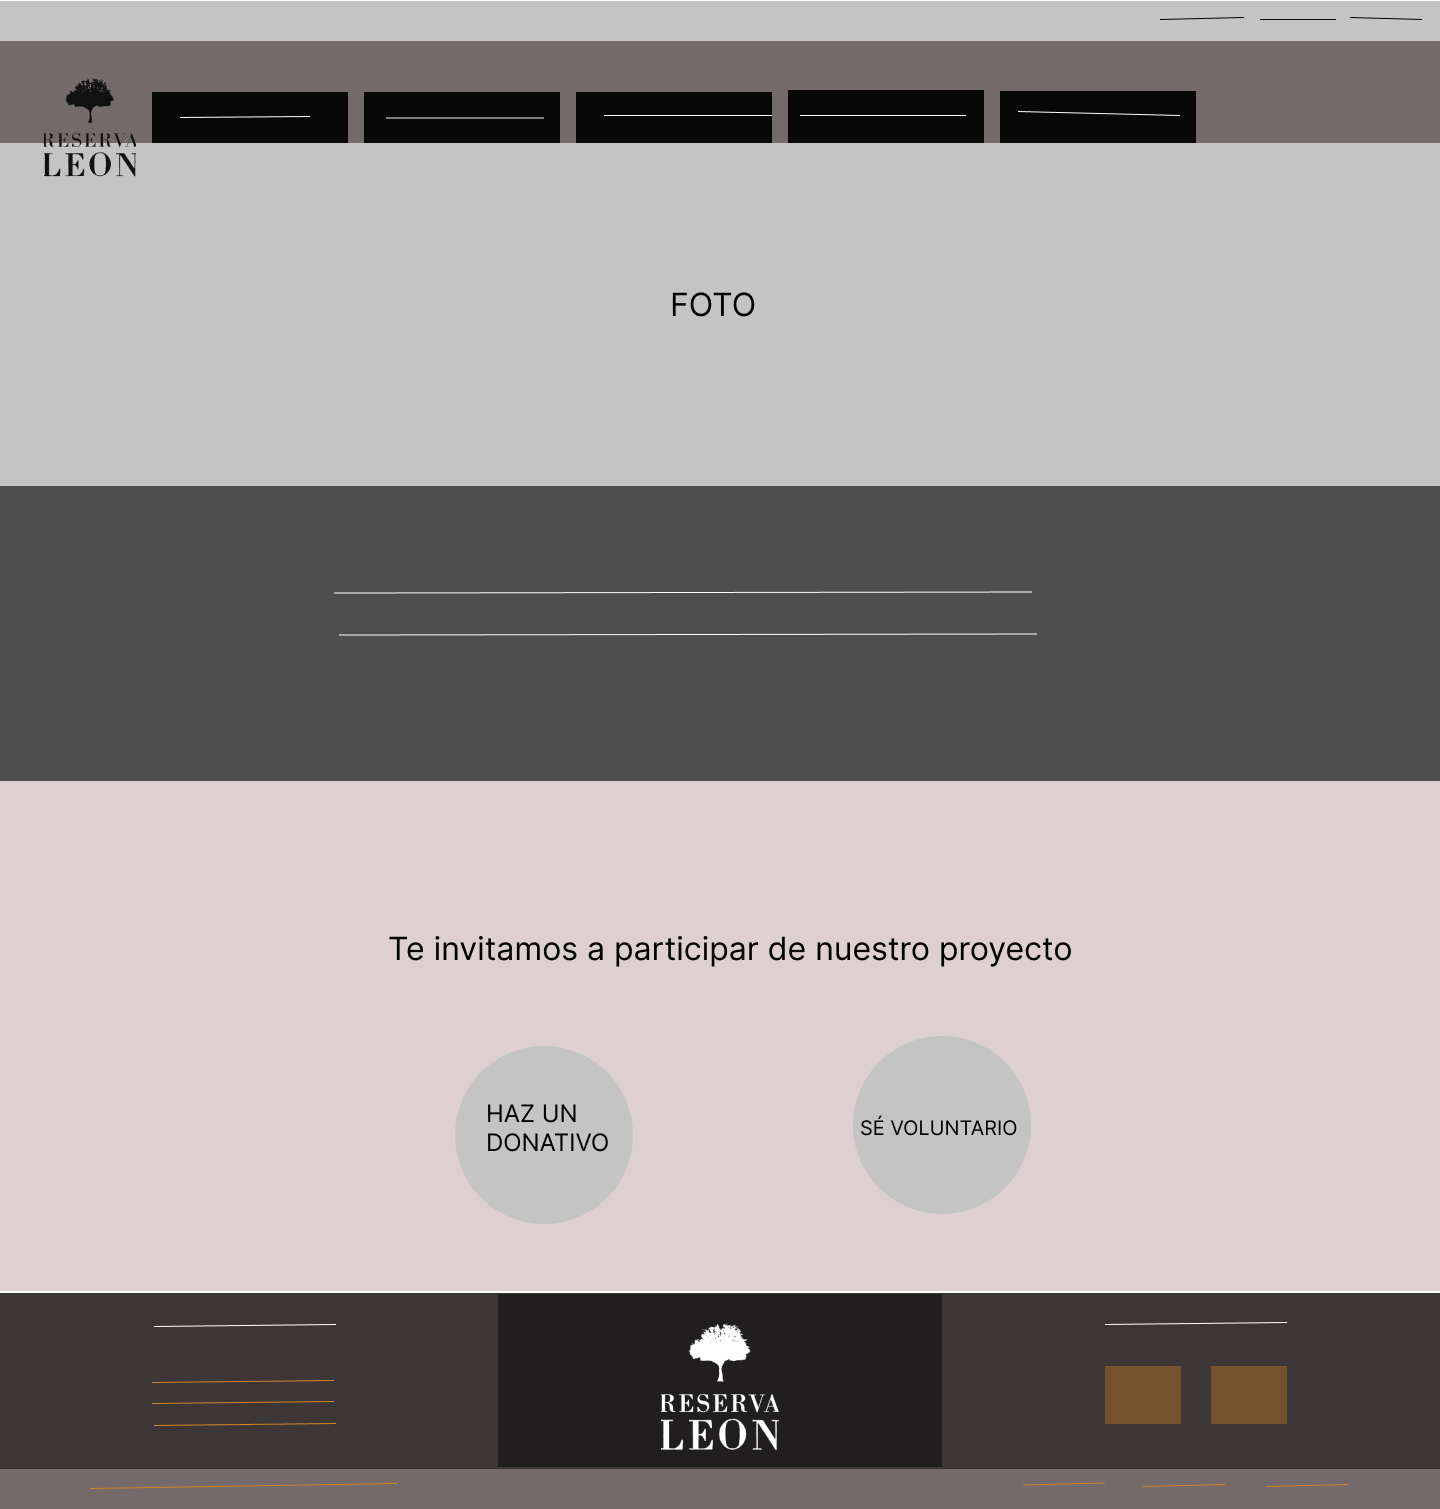 RESERVA
LEON
FOTO
Te invitamos a participar de nuestro proyecto
HAZ UN
DONATIVO
SÉ VOLUNTARIO
RESERVA
LEON